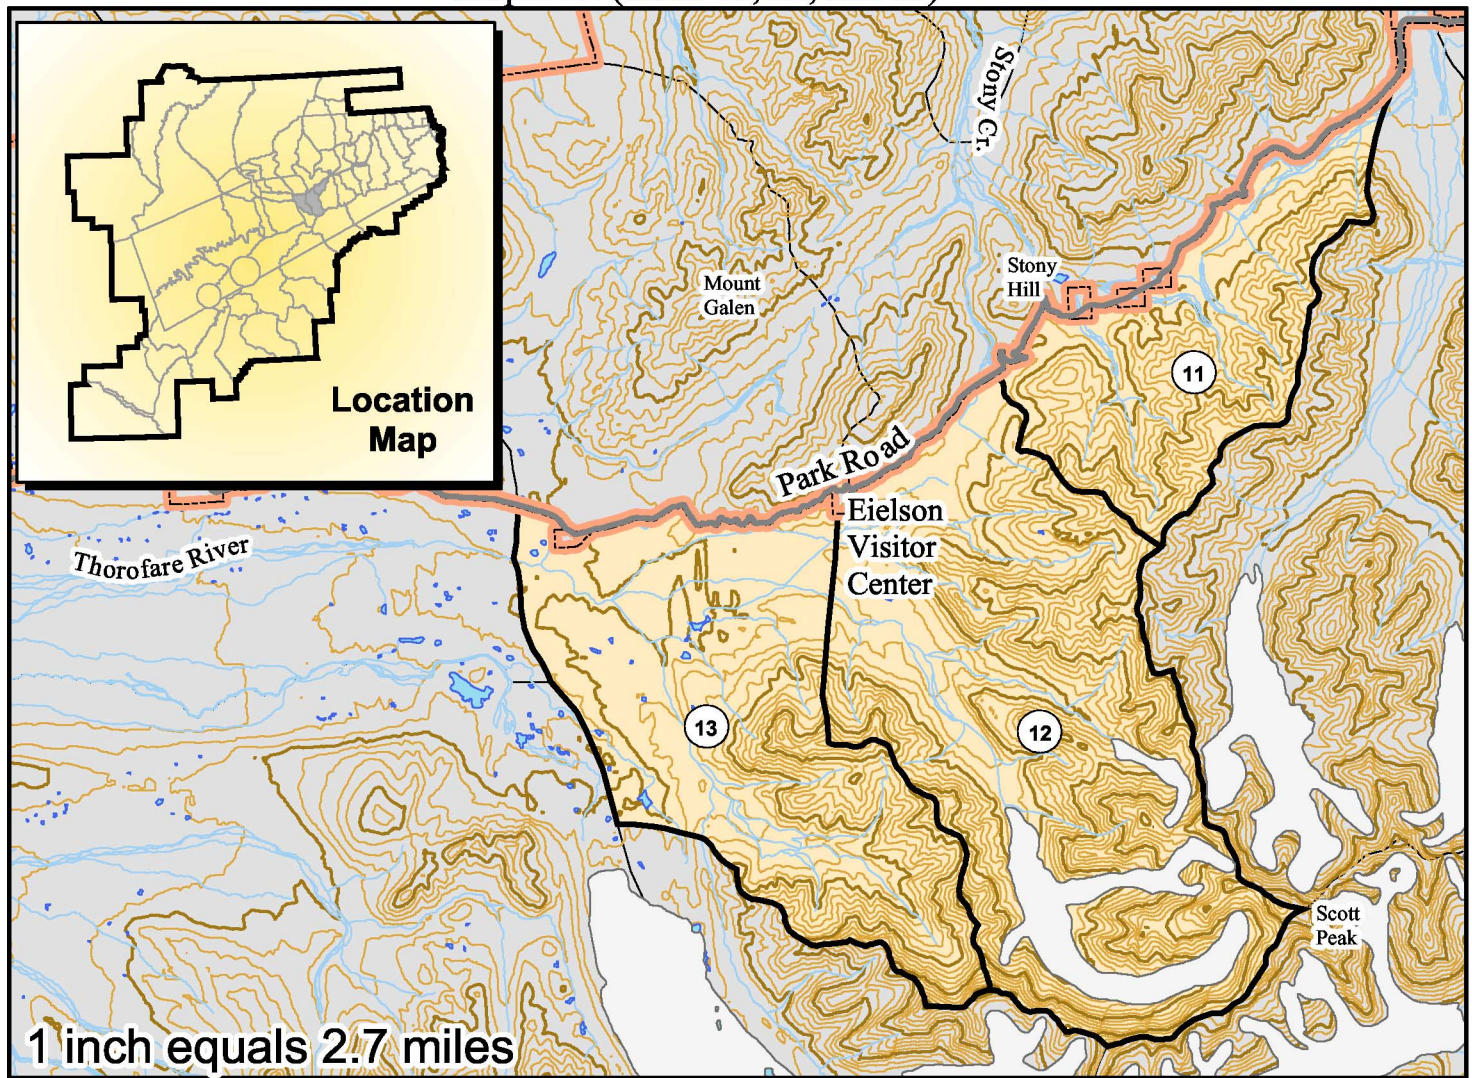 Location
Map
Stony Cr.
Mount
Galen
Stony
Hill
11
Park Road
Eielson
Visitor
Center
Thorofare River
13
12
Scott
Peak
1 inch equals 2.7 miles